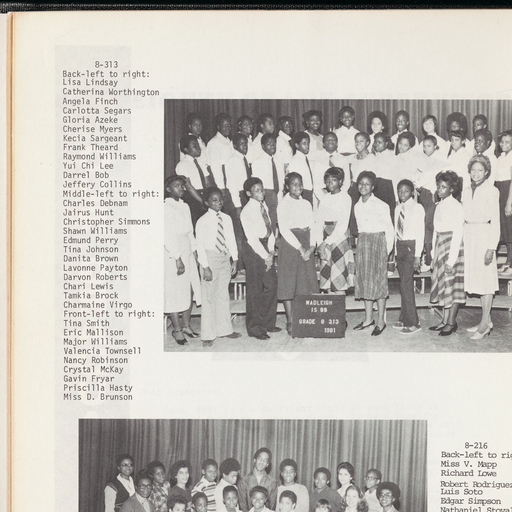 8-313
Back-left to right:
Lisa Lindsay
Catherina Worthington
Angela Finch
Carlotta Segars
Gloria Azeke
Cherise Myers
Kecia Sargeant
Frank Theard
Raymond Williams
Yui Chi Lee
Darrel Bob
Jeffery Collins
Middle-left to right:
Charles Debnam
Jairus Hunt
Christopher Simmons
Shawn Williams
Edmund Perry
Tina Johnson
Danita Brown
Lavonne Payton
Darvon Roberts
Chari Lewis
Tamkia Brock
Charmaine Virgo
Front-left to right:
Tina Smith
Eric Mallison
Major Williams
Valencia Townsell
Nancy Robinson
Crystal McKay
Gavin Fryar
Priscilla Hasty
Miss D. Brunson
WADLEIGH
IS 88
GRADE 8 313
1981
8-216
Back-left to rig
Miss V. Mapp
Richard Lowe
Robert Rodriguez
Luis Soto
Edgar Simpson
Nathaniel Stoval